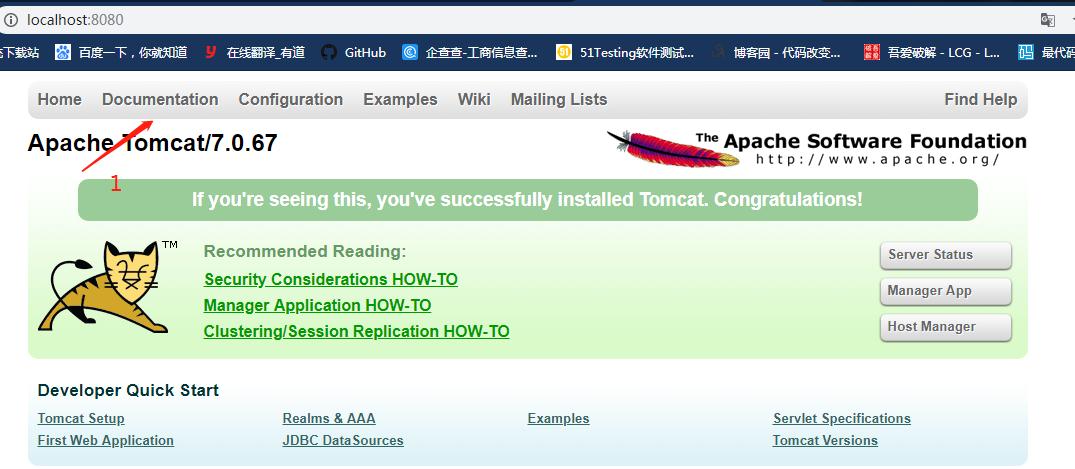 localhost:8080
下载站 百度一下，你就知道 在线翻译_有道 GitHub 企查查-工商信息查... 51Testing软件测试... 博客园 - 代码改变... 吾爱破解 - LCG - L... 最代码
Home Documentation Configuration Examples Wiki Mailing Lists Find Help
Apache Tomcat/7.0.67
The Apache Software Foundation
http://www.apache.org/
1
If you're seeing this, you've successfully installed Tomcat. Congratulations!
TM
Recommended Reading:
Security Considerations HOW-TO
Manager Application HOW-TO
Clustering/Session Replication HOW-TO
Server Status
Manager App
Host Manager
Developer Quick Start
Tomcat Setup Realms & AAA Examples Servlet Specifications
First Web Application JDBC DataSources Tomcat Versions